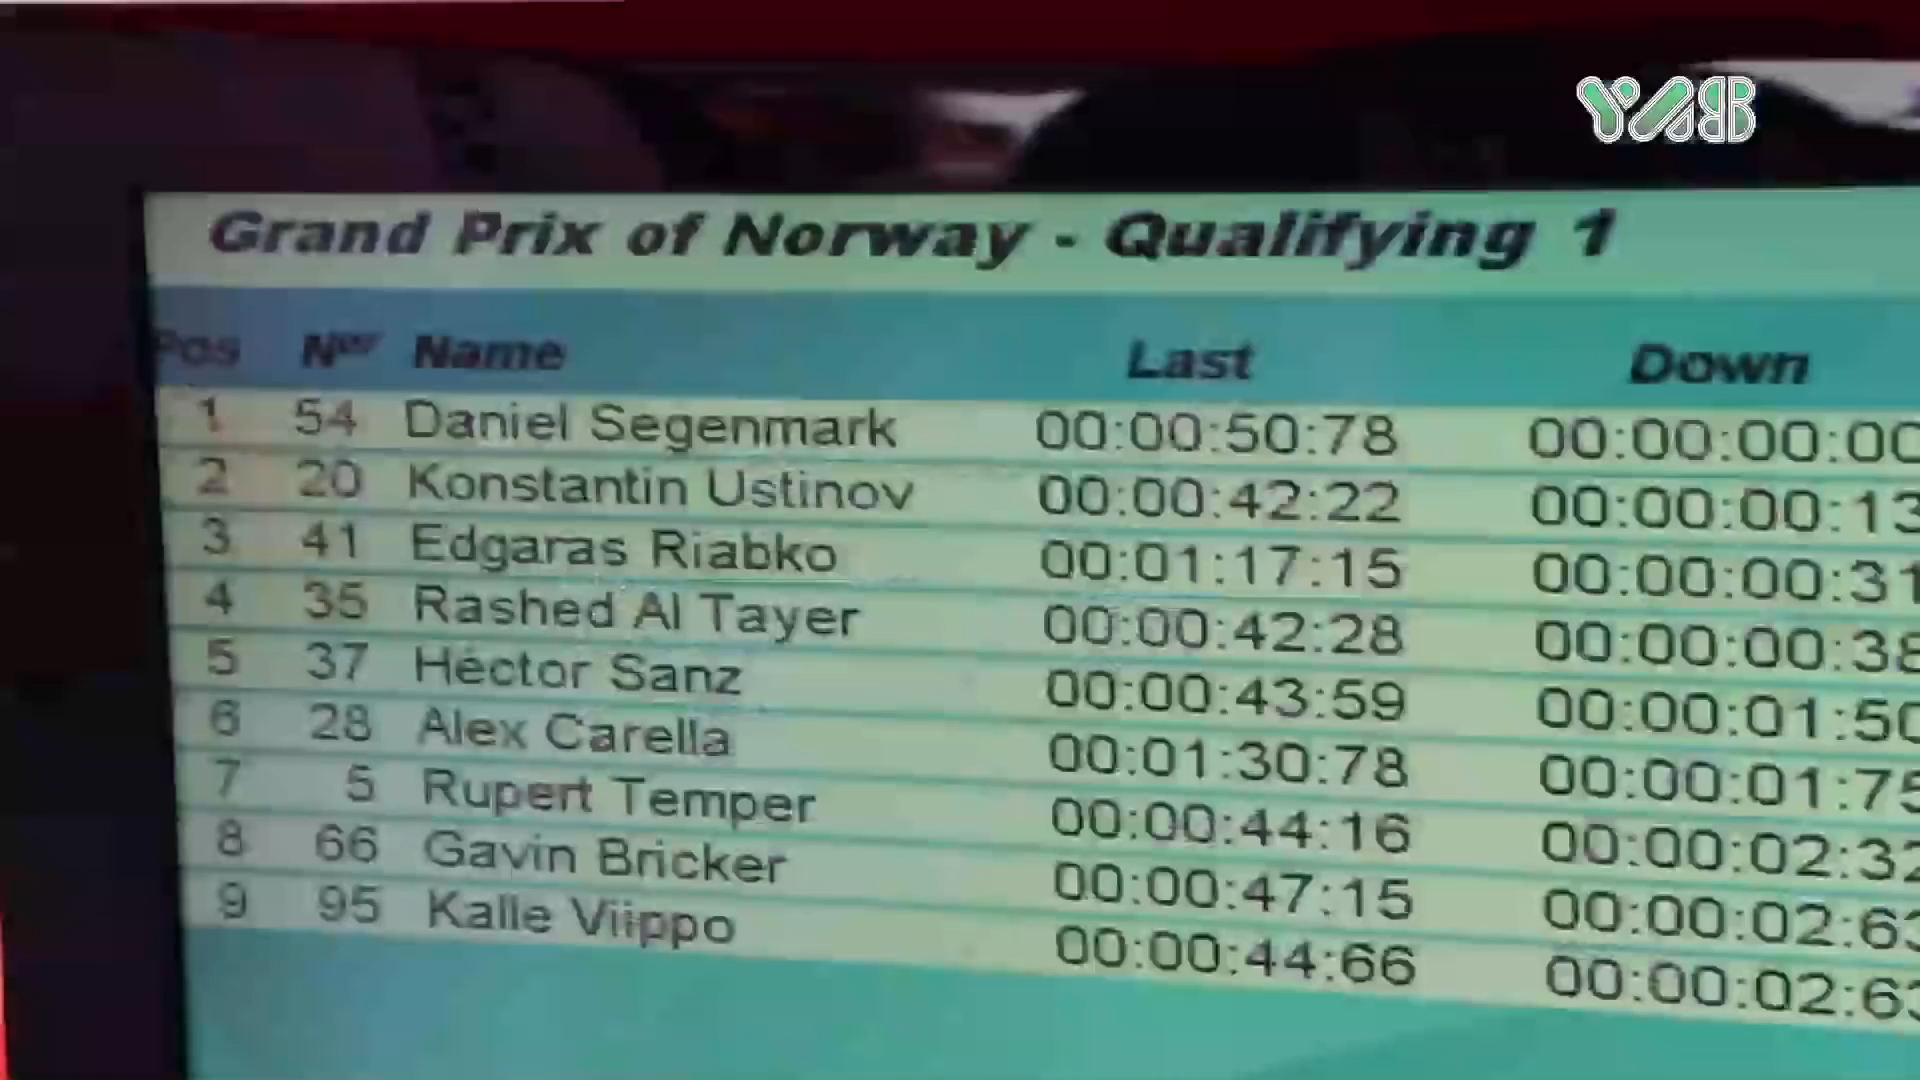 YAB
Grand Prix of Norway - Qualifying 1
Pos Nʳ Name Last Down
1 54 Daniel Segenmark 00:00:50:78 00:00:00:00
2 20 Konstantin Ustinov 00:00:42:22 00:00:00:13
3 41 Edgaras Riabko 00:01:17:15 00:00:00:31
4 35 Rashed Al Tayer 00:00:42:28 00:00:00:38
5 37 Héctor Sanz 00:00:43:59 00:00:01:50
6 28 Alex Carella 00:01:30:78 00:00:01:75
7 5 Rupert Temper 00:00:44:16 00:00:02:32
8 66 Gavin Bricker 00:00:47:15 00:00:02:63
9 95 Kalle Viippo 00:00:44:66 00:00:02:63